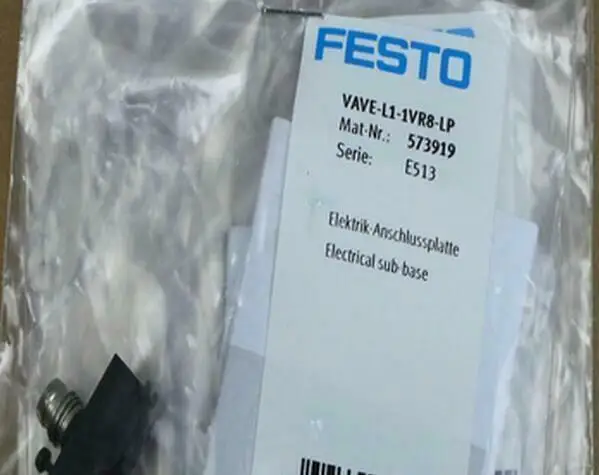 FESTO
VAVE-L1-1VR8-LP
Mat-Nr.: 573919
Serie: E513
Elektrik-Anschlussplatte
Electrical sub-base